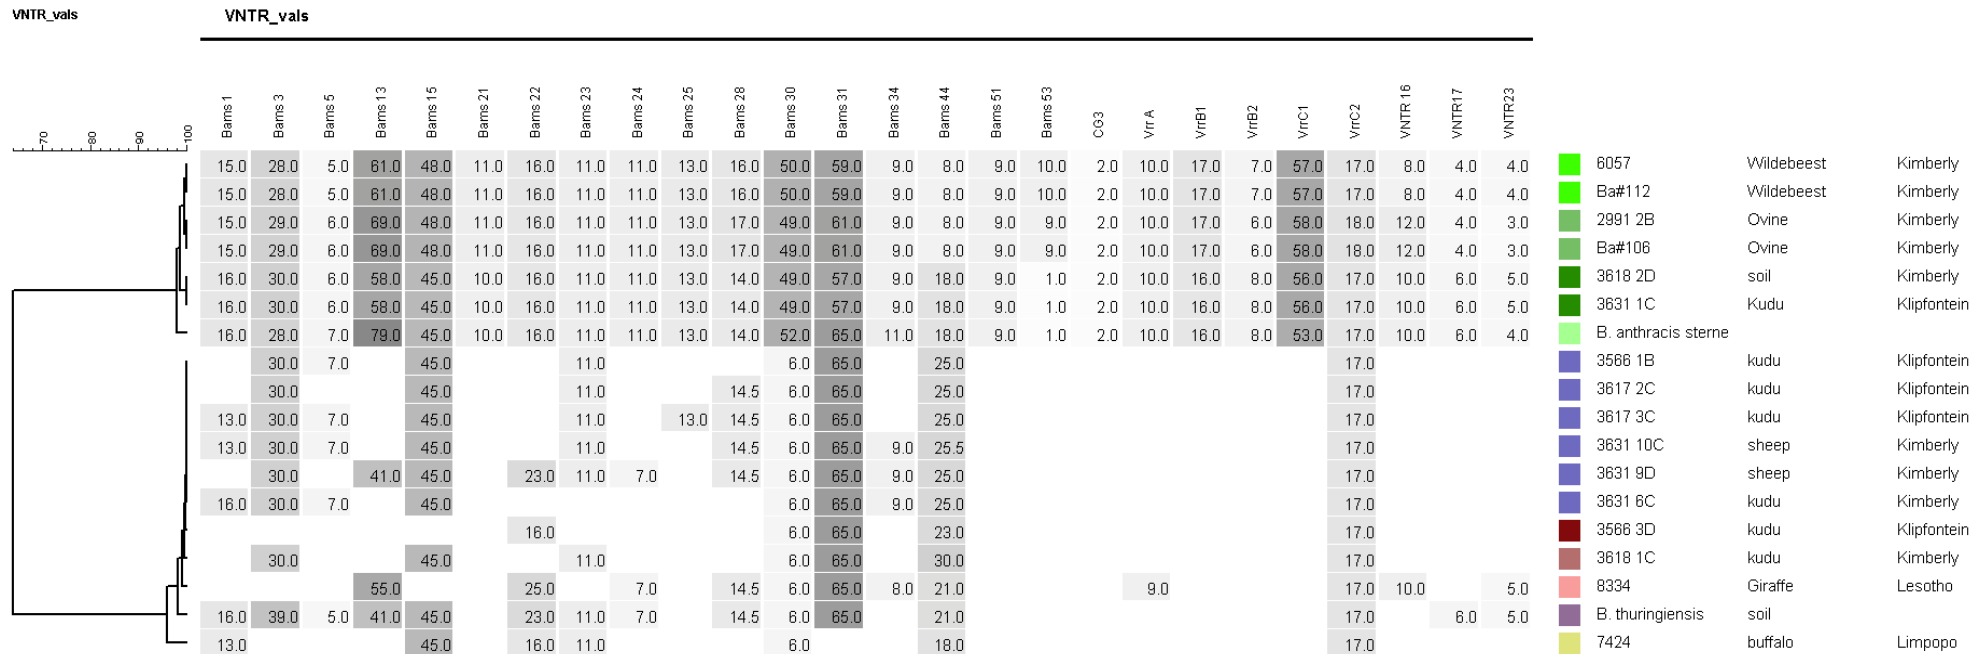 VNTR_vals VNTR_vals
Bams 1 Bams 3 Bams 5 Bams 13 Bams 15 Bams 21 Bams 22 Bams 23 Bams 24 Bams 25 Bams 28 Bams 30 Bams 31 Bams 34 Bams 44 Bams 51 Bams 53 CG3 Vrr A VrrB1 VrrB2 VrrC1 VrrC2 VNTR 16 VNTR17 VNTR23
70 80 90 100
15.0 28.0 5.0 61.0 48.0 11.0 16.0 11.0 11.0 13.0 16.0 50.0 59.0 9.0 8.0 9.0 10.0 2.0 10.0 17.0 7.0 57.0 17.0 8.0 4.0 4.0 6057 Wildebeest Kimberly
15.0 28.0 5.0 61.0 48.0 11.0 16.0 11.0 11.0 13.0 16.0 50.0 59.0 9.0 8.0 9.0 10.0 2.0 10.0 17.0 7.0 57.0 17.0 8.0 4.0 4.0 Ba#112 Wildebeest Kimberly
15.0 29.0 6.0 69.0 48.0 11.0 16.0 11.0 11.0 13.0 17.0 49.0 61.0 9.0 8.0 9.0 9.0 2.0 10.0 17.0 6.0 58.0 18.0 12.0 4.0 3.0 2991 2B Ovine Kimberly
15.0 29.0 6.0 69.0 48.0 11.0 16.0 11.0 11.0 13.0 17.0 49.0 61.0 9.0 8.0 9.0 9.0 2.0 10.0 17.0 6.0 58.0 18.0 12.0 4.0 3.0 Ba#106 Ovine Kimberly
16.0 30.0 6.0 58.0 45.0 10.0 16.0 11.0 11.0 13.0 14.0 49.0 57.0 9.0 18.0 9.0 1.0 2.0 10.0 16.0 8.0 56.0 17.0 10.0 6.0 5.0 3618 2D soil Kimberly
16.0 30.0 6.0 58.0 45.0 10.0 16.0 11.0 11.0 13.0 14.0 49.0 57.0 9.0 18.0 9.0 1.0 2.0 10.0 16.0 8.0 56.0 17.0 10.0 6.0 5.0 3631 1C Kudu Klipfontein
16.0 28.0 7.0 79.0 45.0 10.0 16.0 11.0 11.0 13.0 14.0 52.0 65.0 11.0 18.0 9.0 1.0 2.0 10.0 16.0 8.0 53.0 17.0 10.0 6.0 4.0 B. anthracis sterne
30.0 7.0 45.0 11.0 6.0 65.0 25.0 17.0 3566 1B kudu Klipfontein
30.0 45.0 11.0 14.5 6.0 65.0 25.0 17.0 3617 2C kudu Klipfontein
13.0 30.0 7.0 45.0 11.0 13.0 14.5 6.0 65.0 25.0 17.0 3617 3C kudu Klipfontein
13.0 30.0 7.0 45.0 11.0 14.5 6.0 65.0 9.0 25.5 17.0 3631 10C sheep Kimberly
30.0 41.0 45.0 23.0 11.0 7.0 14.5 6.0 65.0 9.0 25.0 17.0 3631 9D sheep Kimberly
16.0 30.0 7.0 45.0 6.0 65.0 9.0 25.0 17.0 3631 6C kudu Kimberly
16.0 6.0 65.0 23.0 17.0 3566 3D kudu Klipfontein
30.0 45.0 11.0 6.0 65.0 30.0 17.0 3618 1C kudu Kimberly
55.0 25.0 7.0 14.5 6.0 65.0 8.0 21.0 9.0 17.0 10.0 5.0 8334 Giraffe Lesotho
16.0 39.0 5.0 41.0 45.0 23.0 11.0 7.0 14.5 6.0 65.0 21.0 17.0 6.0 5.0 B. thuringiensis soil
13.0 45.0 16.0 11.0 6.0 18.0 17.0 7424 buffalo Limpopo